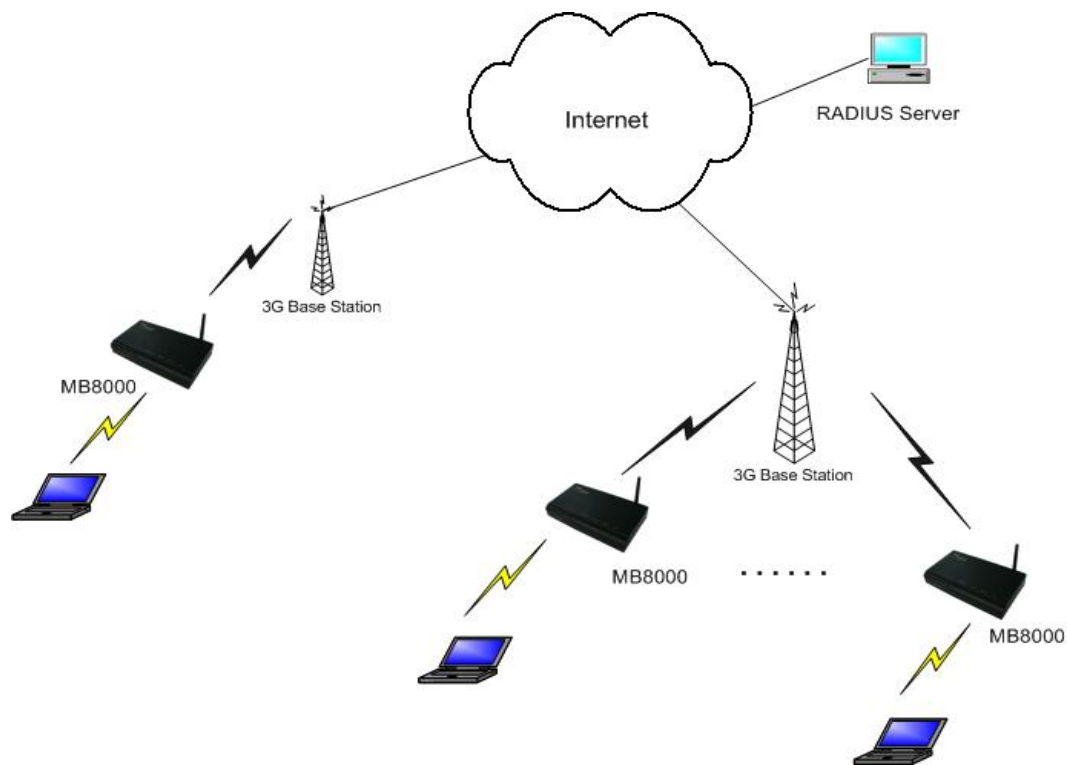 Internet
RADIUS Server
3G Base Station
MB8000
3G Base Station
MB8000
......
MB8000